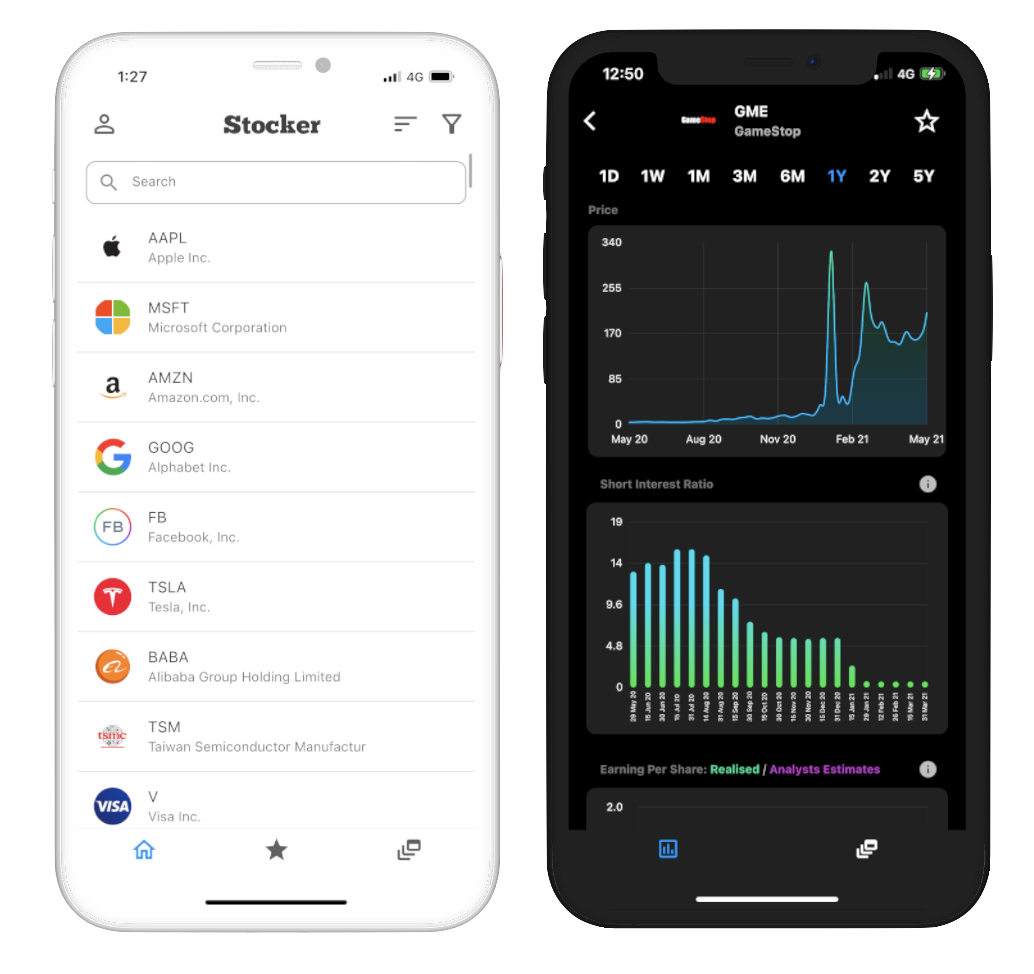 1:27
4G
Stocker
Search
AAPL
Apple Inc.
MSFT
Microsoft Corporation
a
AMZN
Amazon.com, Inc.
GOOG
Alphabet Inc.
FB
FB
Facebook, Inc.
TSLA
Tesla, Inc.
BABA
Alibaba Group Holding Limited
tsmc
TSM
Taiwan Semiconductor Manufactur
VISA
V
Visa Inc.
12:50
4G
GameStop
GME
GameStop
1D 1W 1M 3M 6M 1Y 2Y 5Y
Price
340
255
170
85
0
May 20 Aug 20 Nov 20 Feb 21 May 21
Short Interest Ratio
19
14
9.6
4.8
0
29 May 20 15 Jun 20 30 Jun 20 15 Jul 20 31 Jul 20 14 Aug 20 31 Aug 20 15 Sep 20 30 Sep 20 15 Oct 20 30 Oct 20 16 Nov 20 30 Nov 20 15 Dec 20 31 Dec 20 15 Jan 21 29 Jan 21 12 Feb 21 26 Feb 21 15 Mar 21 31 Mar 21
Earning Per Share: Realised / Analysts Estimates
2.0